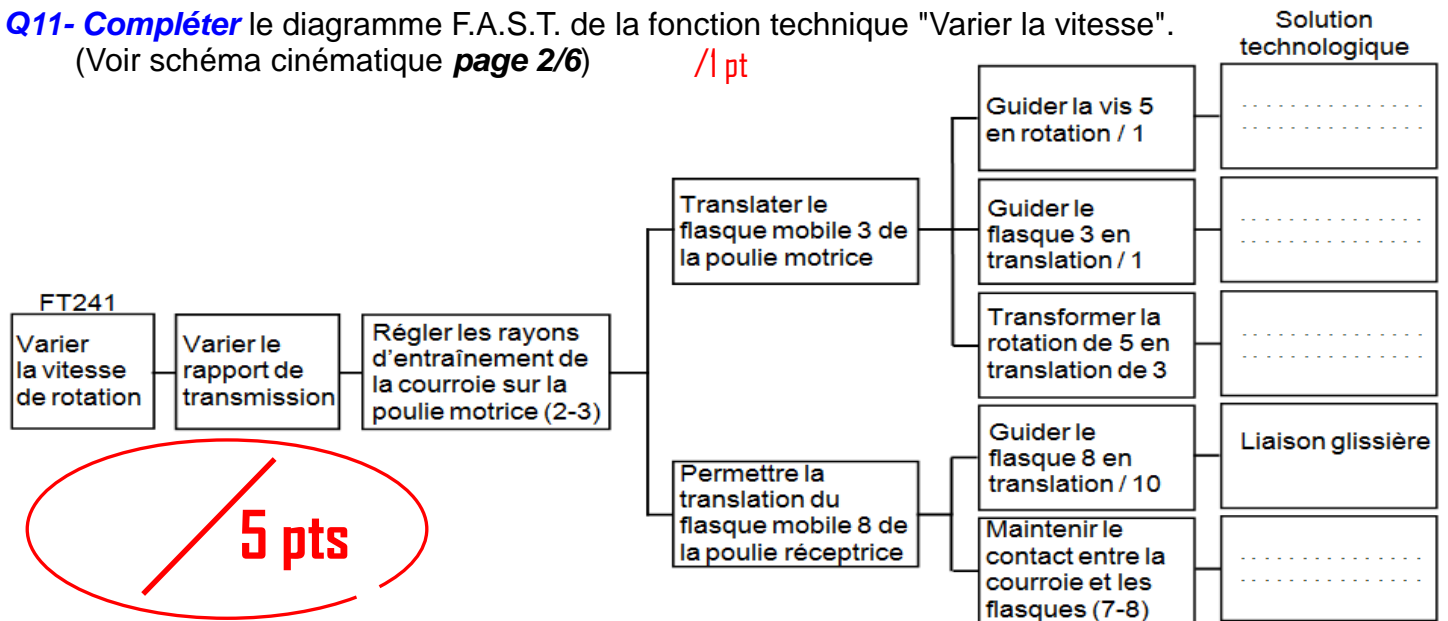 Q11- Compléter le diagramme F.A.S.T. de la fonction technique "Varier la vitesse".
(Voir schéma cinématique page 2/6)
/1 pt
Solution
technologique
Guider la vis 5
en rotation / 1
. . . . . . . . . . . . . . .
. . . . . . . . . . . . . . .
Translater le
flasque mobile 3 de
la poulie motrice
Guider le
flasque 3 en
translation / 1
. . . . . . . . . . . . . . .
. . . . . . . . . . . . . . .
Transformer la
rotation de 5 en
translation de 3
. . . . . . . . . . . . . . .
. . . . . . . . . . . . . . .
FT241
Varier
la vitesse
de rotation
Varier le
rapport de
transmission
Régler les rayons
d'entraînement de
la courroie sur la
poulie motrice (2-3)
Guider le
flasque 8 en
translation / 10
Liaison glissière
Permettre la
translation du
flasque mobile 8 de
la poulie réceptrice
Maintenir le
contact entre la
courroie et les
flasques (7-8)
. . . . . . . . . . . . . . .
. . . . . . . . . . . . . . .
/5 pts